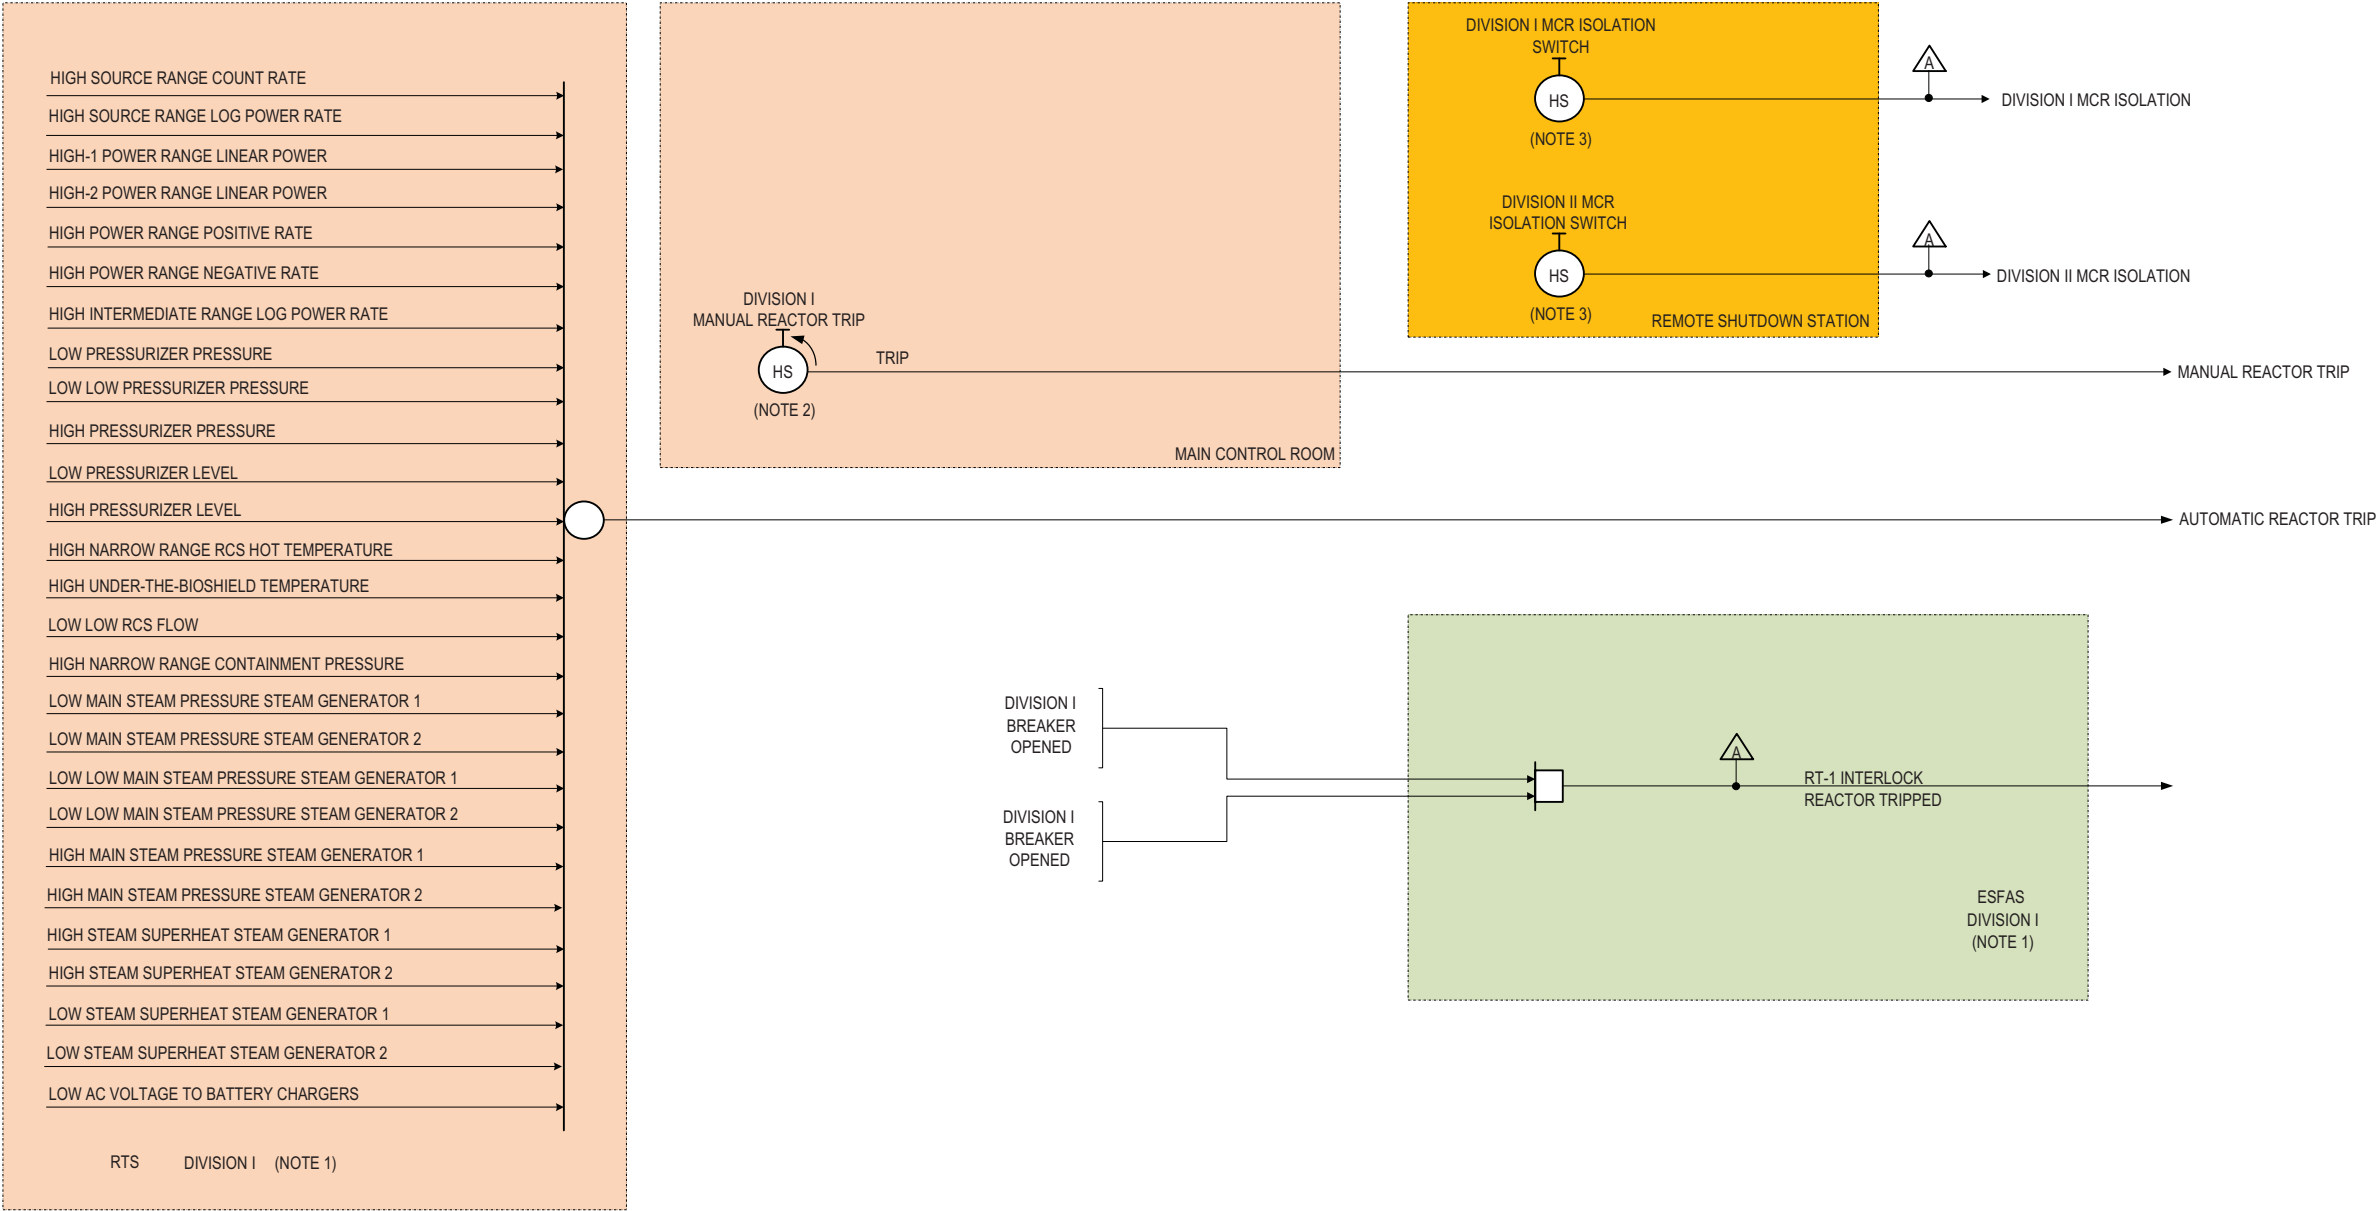 HIGH SOURCE RANGE COUNT RATE
HIGH SOURCE RANGE LOG POWER RATE
HIGH-1 POWER RANGE LINEAR POWER
HIGH-2 POWER RANGE LINEAR POWER
HIGH POWER RANGE POSITIVE RATE
HIGH POWER RANGE NEGATIVE RATE
HIGH INTERMEDIATE RANGE LOG POWER RATE
LOW PRESSURIZER PRESSURE
LOW LOW PRESSURIZER PRESSURE
HIGH PRESSURIZER PRESSURE
LOW PRESSURIZER LEVEL
HIGH PRESSURIZER LEVEL
HIGH NARROW RANGE RCS HOT TEMPERATURE
HIGH UNDER-THE-BIOSHIELD TEMPERATURE
LOW LOW RCS FLOW
HIGH NARROW RANGE CONTAINMENT PRESSURE
LOW MAIN STEAM PRESSURE STEAM GENERATOR 1
LOW MAIN STEAM PRESSURE STEAM GENERATOR 2
LOW LOW MAIN STEAM PRESSURE STEAM GENERATOR 1
LOW LOW MAIN STEAM PRESSURE STEAM GENERATOR 2
HIGH MAIN STEAM PRESSURE STEAM GENERATOR 1
HIGH MAIN STEAM PRESSURE STEAM GENERATOR 2
HIGH STEAM SUPERHEAT STEAM GENERATOR 1
HIGH STEAM SUPERHEAT STEAM GENERATOR 2
LOW STEAM SUPERHEAT STEAM GENERATOR 1
LOW STEAM SUPERHEAT STEAM GENERATOR 2
LOW AC VOLTAGE TO BATTERY CHARGERS
RTS DIVISION I (NOTE 1)
DIVISION I
MANUAL REACTOR TRIP
HS
TRIP
(NOTE 2)
MAIN CONTROL ROOM
MANUAL REACTOR TRIP
DIVISION I MCR ISOLATION
SWITCH
HS
(NOTE 3)
A
DIVISION I MCR ISOLATION
DIVISION II MCR
ISOLATION SWITCH
HS
(NOTE 3)
A
DIVISION II MCR ISOLATION
REMOTE SHUTDOWN STATION
AUTOMATIC REACTOR TRIP
DIVISION I
BREAKER
OPENED
DIVISION I
BREAKER
OPENED
A
RT-1 INTERLOCK
REACTOR TRIPPED
ESFAS
DIVISION I
(NOTE 1)